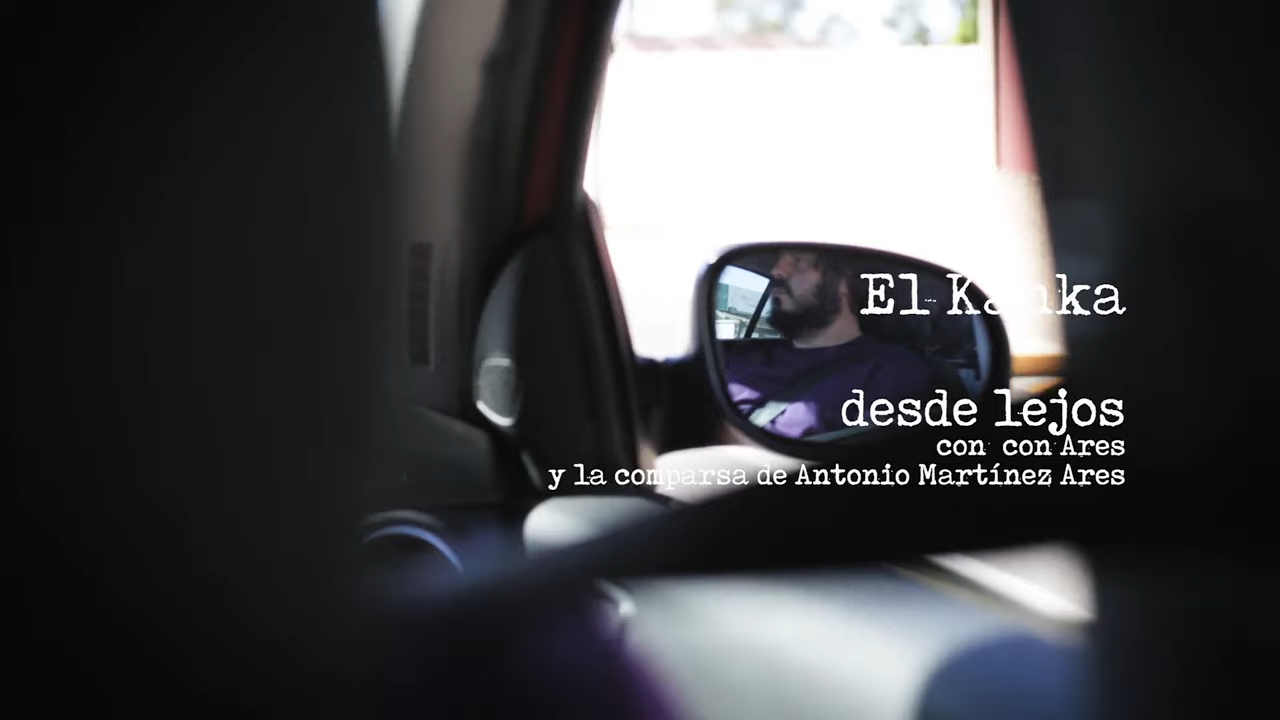 El Kanka
desde lejos
con con Ares
y la comparsa de Antonio Martínez Ares